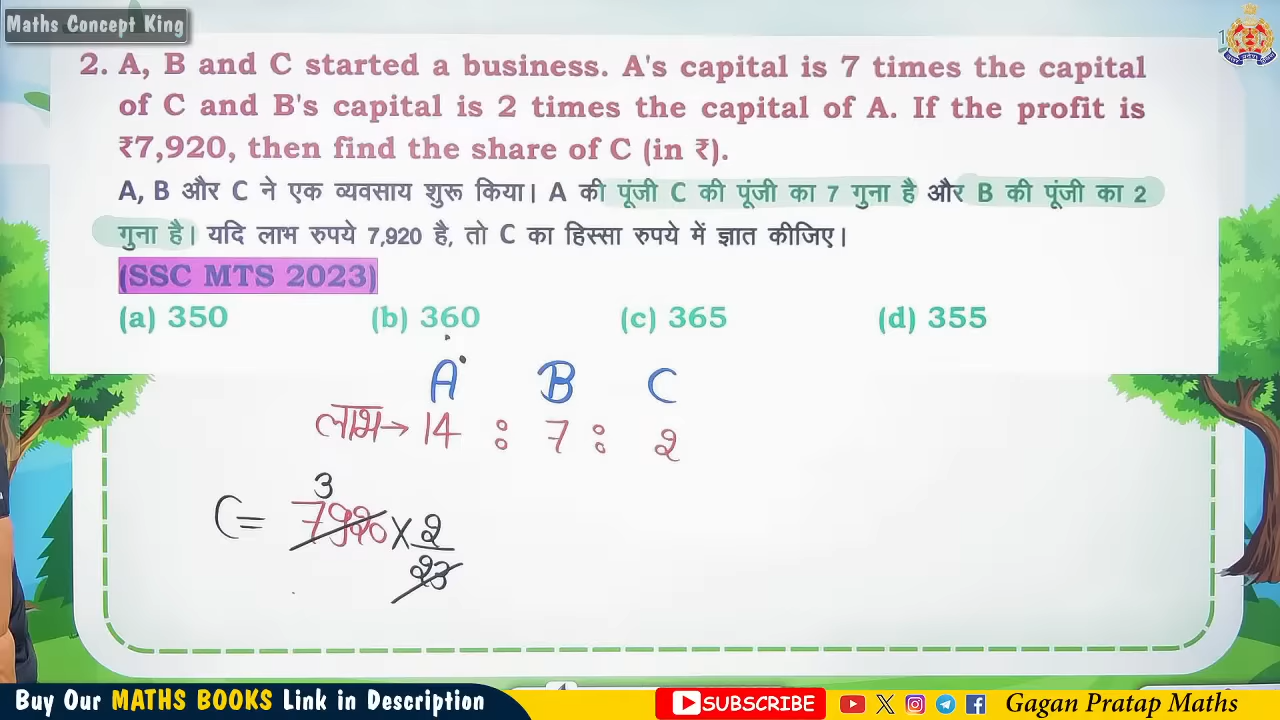 Maths Concept King
2. A, B and C started a business. A's capital is 7 times the capital
of C and B's capital is 2 times the capital of A. If the profit is
₹7,920, then find the share of C (in ₹).
A, B और C ने एक व्यवसाय शुरू किया। A की पूंजी C की पूंजी का 7 गुना है और B की पूंजी का 2
गुना है। यदि लाभ रुपये 7,920 है, तो C का हिस्सा रुपये में ज्ञात कीजिए।
(SSC MTS 2023)
(a) 350 (b) 360 (c) 365 (d) 355
A B C
लाभ→ 14 : 7 : 2
3
C = 7920 × 2
23
Buy Our MATHS BOOKS Link in Description
SUBSCRIBE
Gagan Pratap Maths